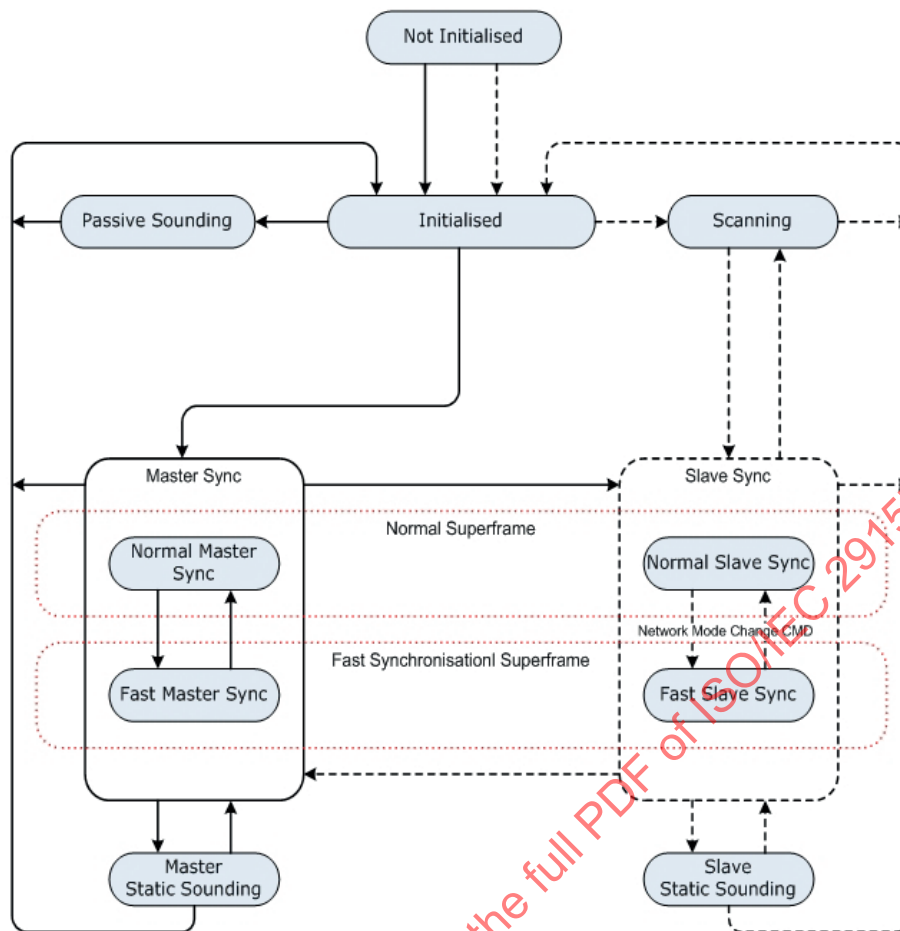 Not Initialised
Passive Sounding
Initialised
Scanning
Master Sync
Slave Sync
Normal Superframe
Normal Master
Sync
Normal Slave Sync
Network Mode Change CMD
Fast Synchronisationl Superframe
Fast Master Sync
Fast Slave Sync
Master
Static Sounding
Slave
Static Sounding
the full PDF of ISO/IEC 2915